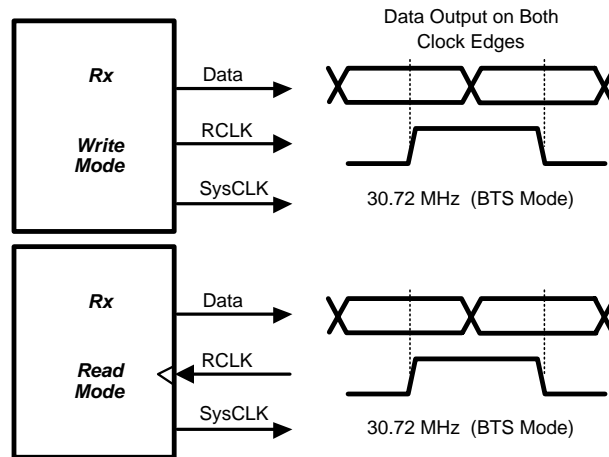 Data Output on Both
Clock Edges
Rx
Data
Write
Mode
RCLK
SysCLK
30.72 MHz (BTS Mode)
Rx
Data
Read
Mode
RCLK
SysCLK
30.72 MHz (BTS Mode)